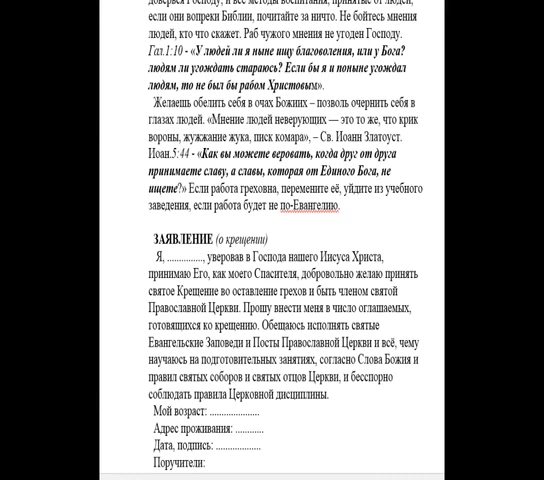 доверься Господу, и все методы воспитания, принятые от людей,
если они вопреки Библии, почитайте за ничто. Не бойтесь мнения
людей, кто что скажет. Раб чужого мнения не угоден Господу.
Гал.1:10 - «У людей ли я ныне ищу благоволения, или у Бога?
людям ли угождать стараюсь? Если бы я и поныне угождал
людям, то не был бы рабом Христовым».
Желаешь обелить себя в очах Божиих – позволь очернить себя в
глазах людей. «Мнение людей неверующих — это то же, что крик
вороны, жужжание жука, писк комара», – Св. Иоанн Златоуст.
Иоан.5:44 - «Как вы можете веровать, когда друг от друга
принимаете славу, а славы, которая от Единого Бога, не
ищете?» Если работа греховна, перемените её, уйдите из учебного
заведения, если работа будет не по-Евангелию.
ЗАЯВЛЕНИЕ (о крещении)
Я, ..............., уверовав в Господа нашего Иисуса Христа,
принимаю Его, как моего Спасителя, добровольно желаю принять
святое Крещение во оставление грехов и быть членом святой
Православной Церкви. Прошу внести меня в число оглашаемых,
готовящихся ко крещению. Обещаюсь исполнять святые
Евангельские Заповеди и Посты Православной Церкви и всё, чему
научаюсь на подготовительных занятиях, согласно Слова Божия и
правил святых соборов и святых отцов Церкви, и бесспорно
соблюдать правила Церковной дисциплины.
Мой возраст: .....................
Адрес проживания: ............
Дата, подпись: ...................
Поручители: